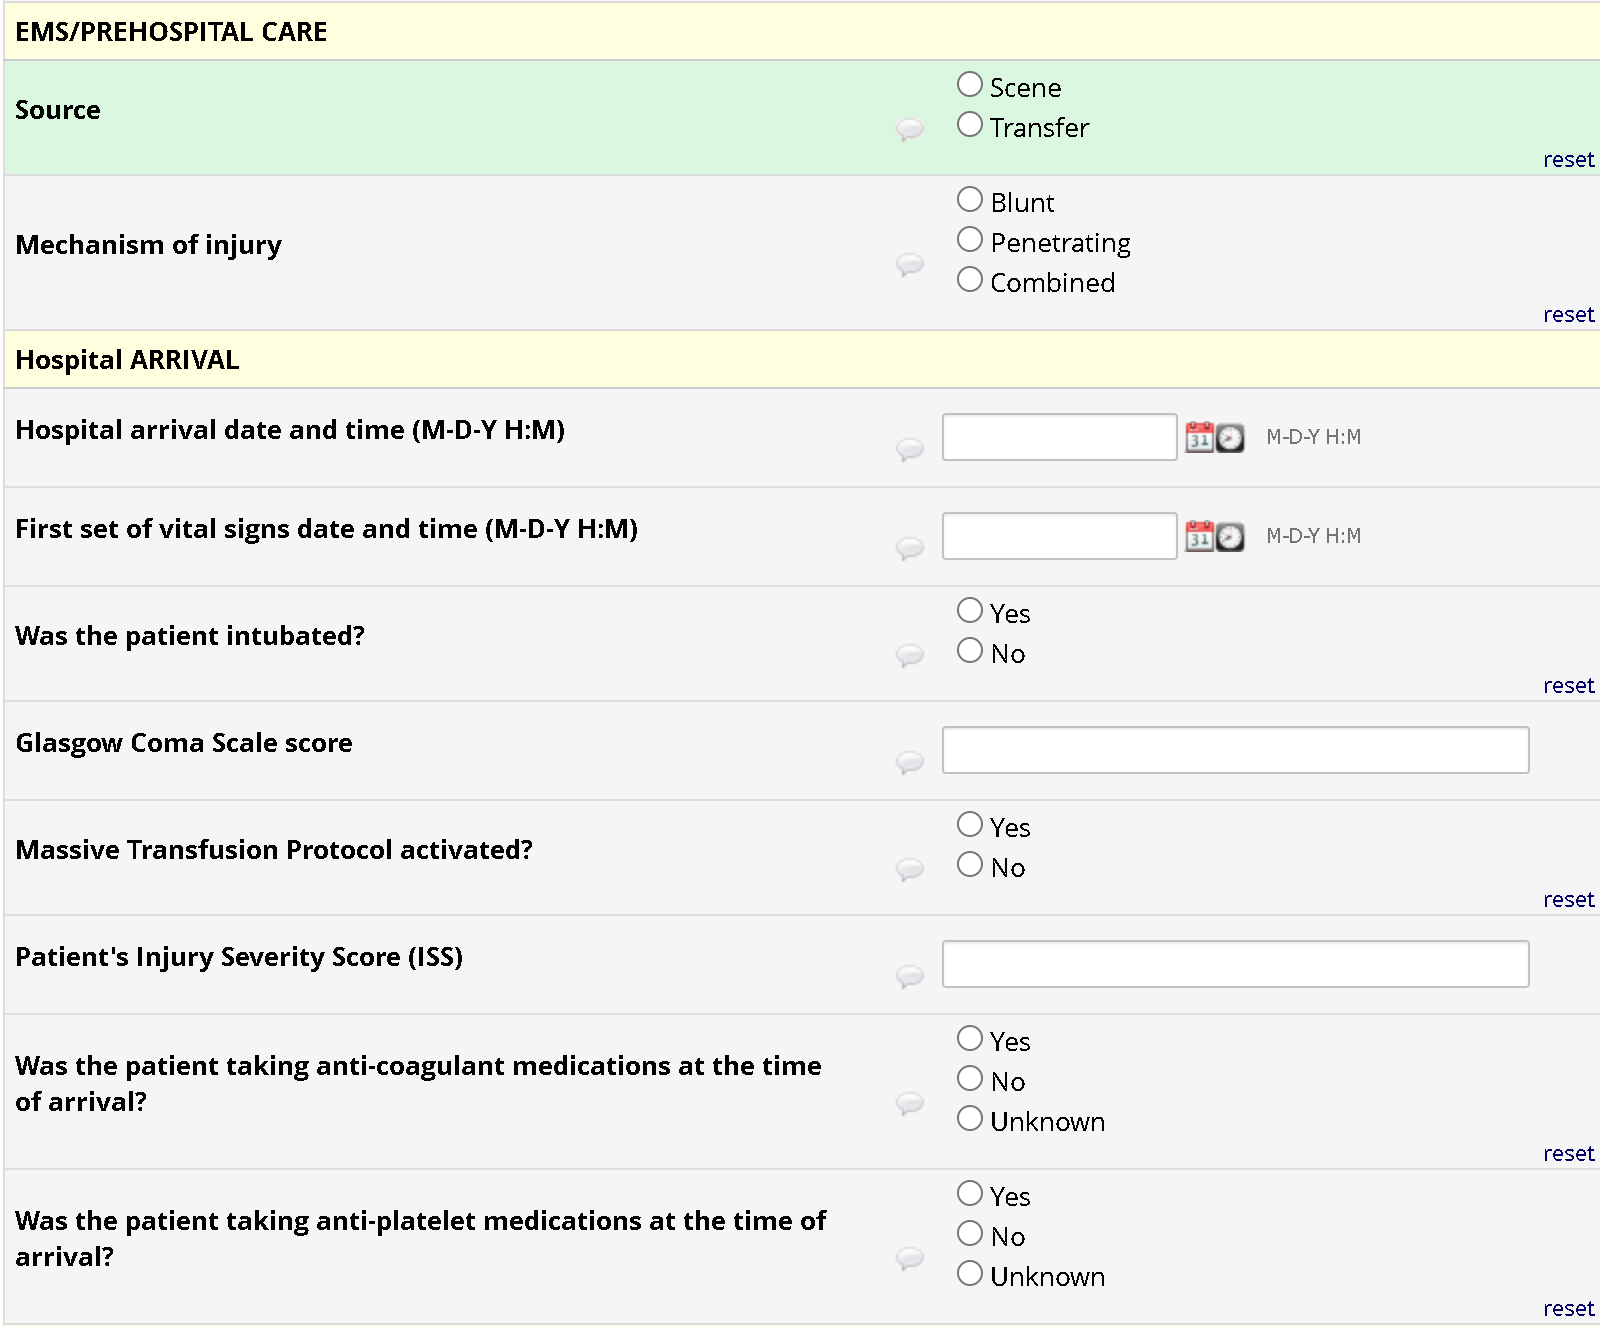 EMS/PREHOSPITAL CARE
Source
Scene
Transfer
reset
Mechanism of injury
Blunt
Penetrating
Combined
reset
Hospital ARRIVAL
Hospital arrival date and time (M-D-Y H:M)
31
M-D-Y H:M
First set of vital signs date and time (M-D-Y H:M)
31
M-D-Y H:M
Was the patient intubated?
Yes
No
reset
Glasgow Coma Scale score
Massive Transfusion Protocol activated?
Yes
No
reset
Patient's Injury Severity Score (ISS)
Was the patient taking anti-coagulant medications at the time
of arrival?
Yes
No
Unknown
reset
Was the patient taking anti-platelet medications at the time of
arrival?
Yes
No
Unknown
reset